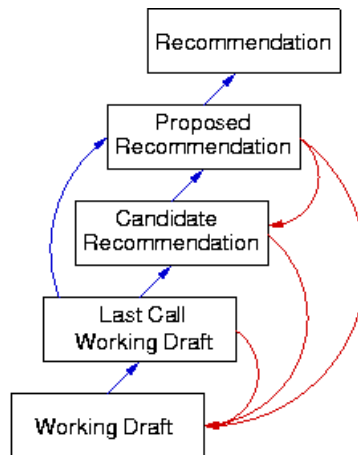 Recommendation
Proposed
Recommendation
Candidate
Recommendation
Last Call
Working Draft
Working Draft